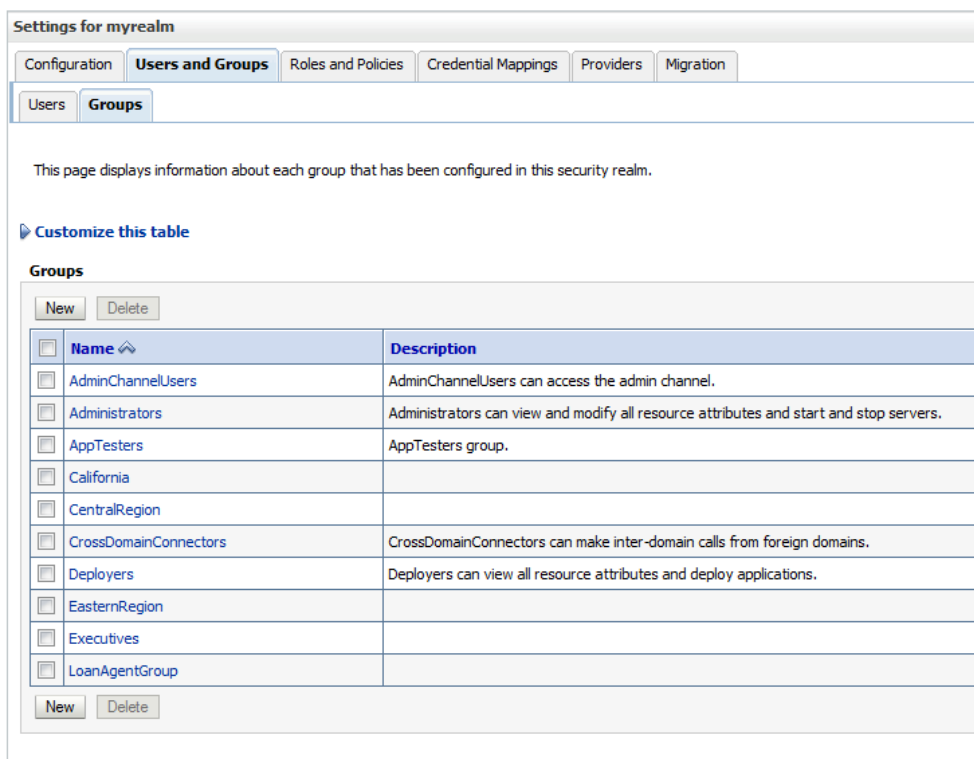 Settings for myrealm
Configuration Users and Groups Roles and Policies Credential Mappings Providers Migration
Users Groups
This page displays information about each group that has been configured in this security realm.
Customize this table
Groups
New Delete
Name Description
AdminChannelUsers AdminChannelUsers can access the admin channel.
Administrators Administrators can view and modify all resource attributes and start and stop servers.
AppTesters AppTesters group.
California
CentralRegion
CrossDomainConnectors CrossDomainConnectors can make inter-domain calls from foreign domains.
Deployers Deployers can view all resource attributes and deploy applications.
EasternRegion
Executives
LoanAgentGroup
New Delete